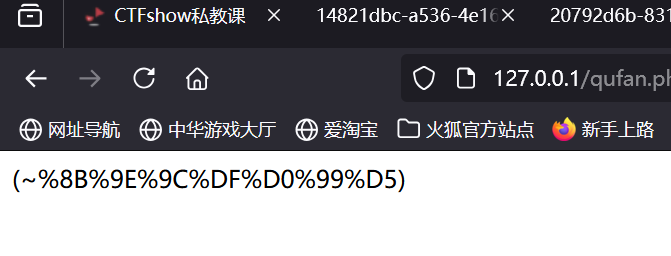 CTFshow私教课
14821dbc-a536-4e16
20792d6b-831
127.0.0.1/qufan.ph
网址导航 中华游戏大厅 爱淘宝 火狐官方站点 新手上路
(~%8B%9E%9C%DF%D0%99%D5)